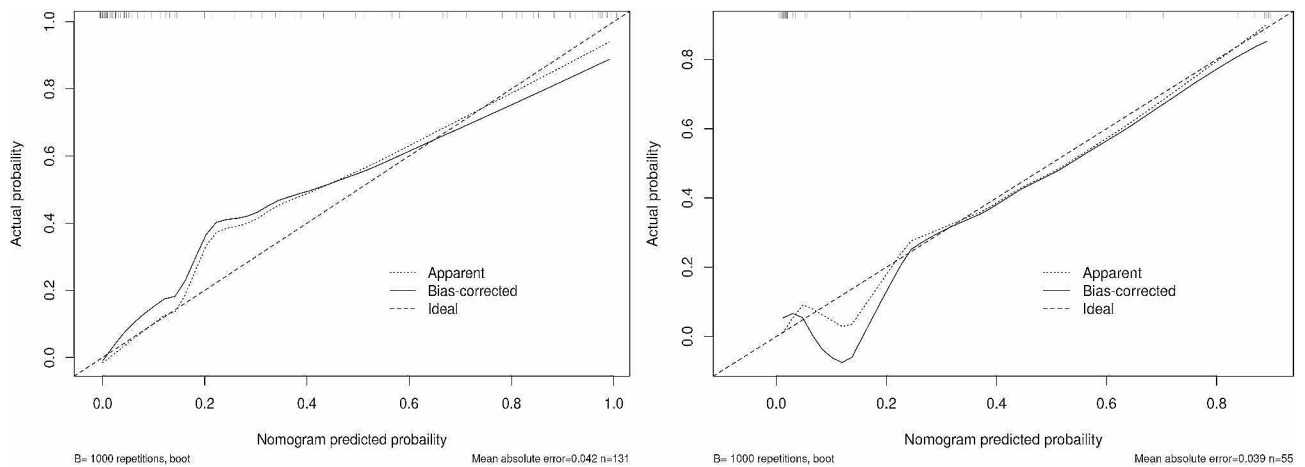 1.0
0.8
0.6
0.4
0.2
0.0
Actual probaility
Apparent
Bias-corrected
Ideal
0.0 0.2 0.4 0.6 0.8 1.0
Nomogram predicted probaility
B= 1000 repetitions, boot Mean absolute error=0.042 n=131
0.8
0.6
0.4
0.2
0.0
Actual probaility
Apparent
Bias-corrected
Ideal
0.0 0.2 0.4 0.6 0.8
Nomogram predicted probaility
B= 1000 repetitions, boot Mean absolute error=0.039 n=55